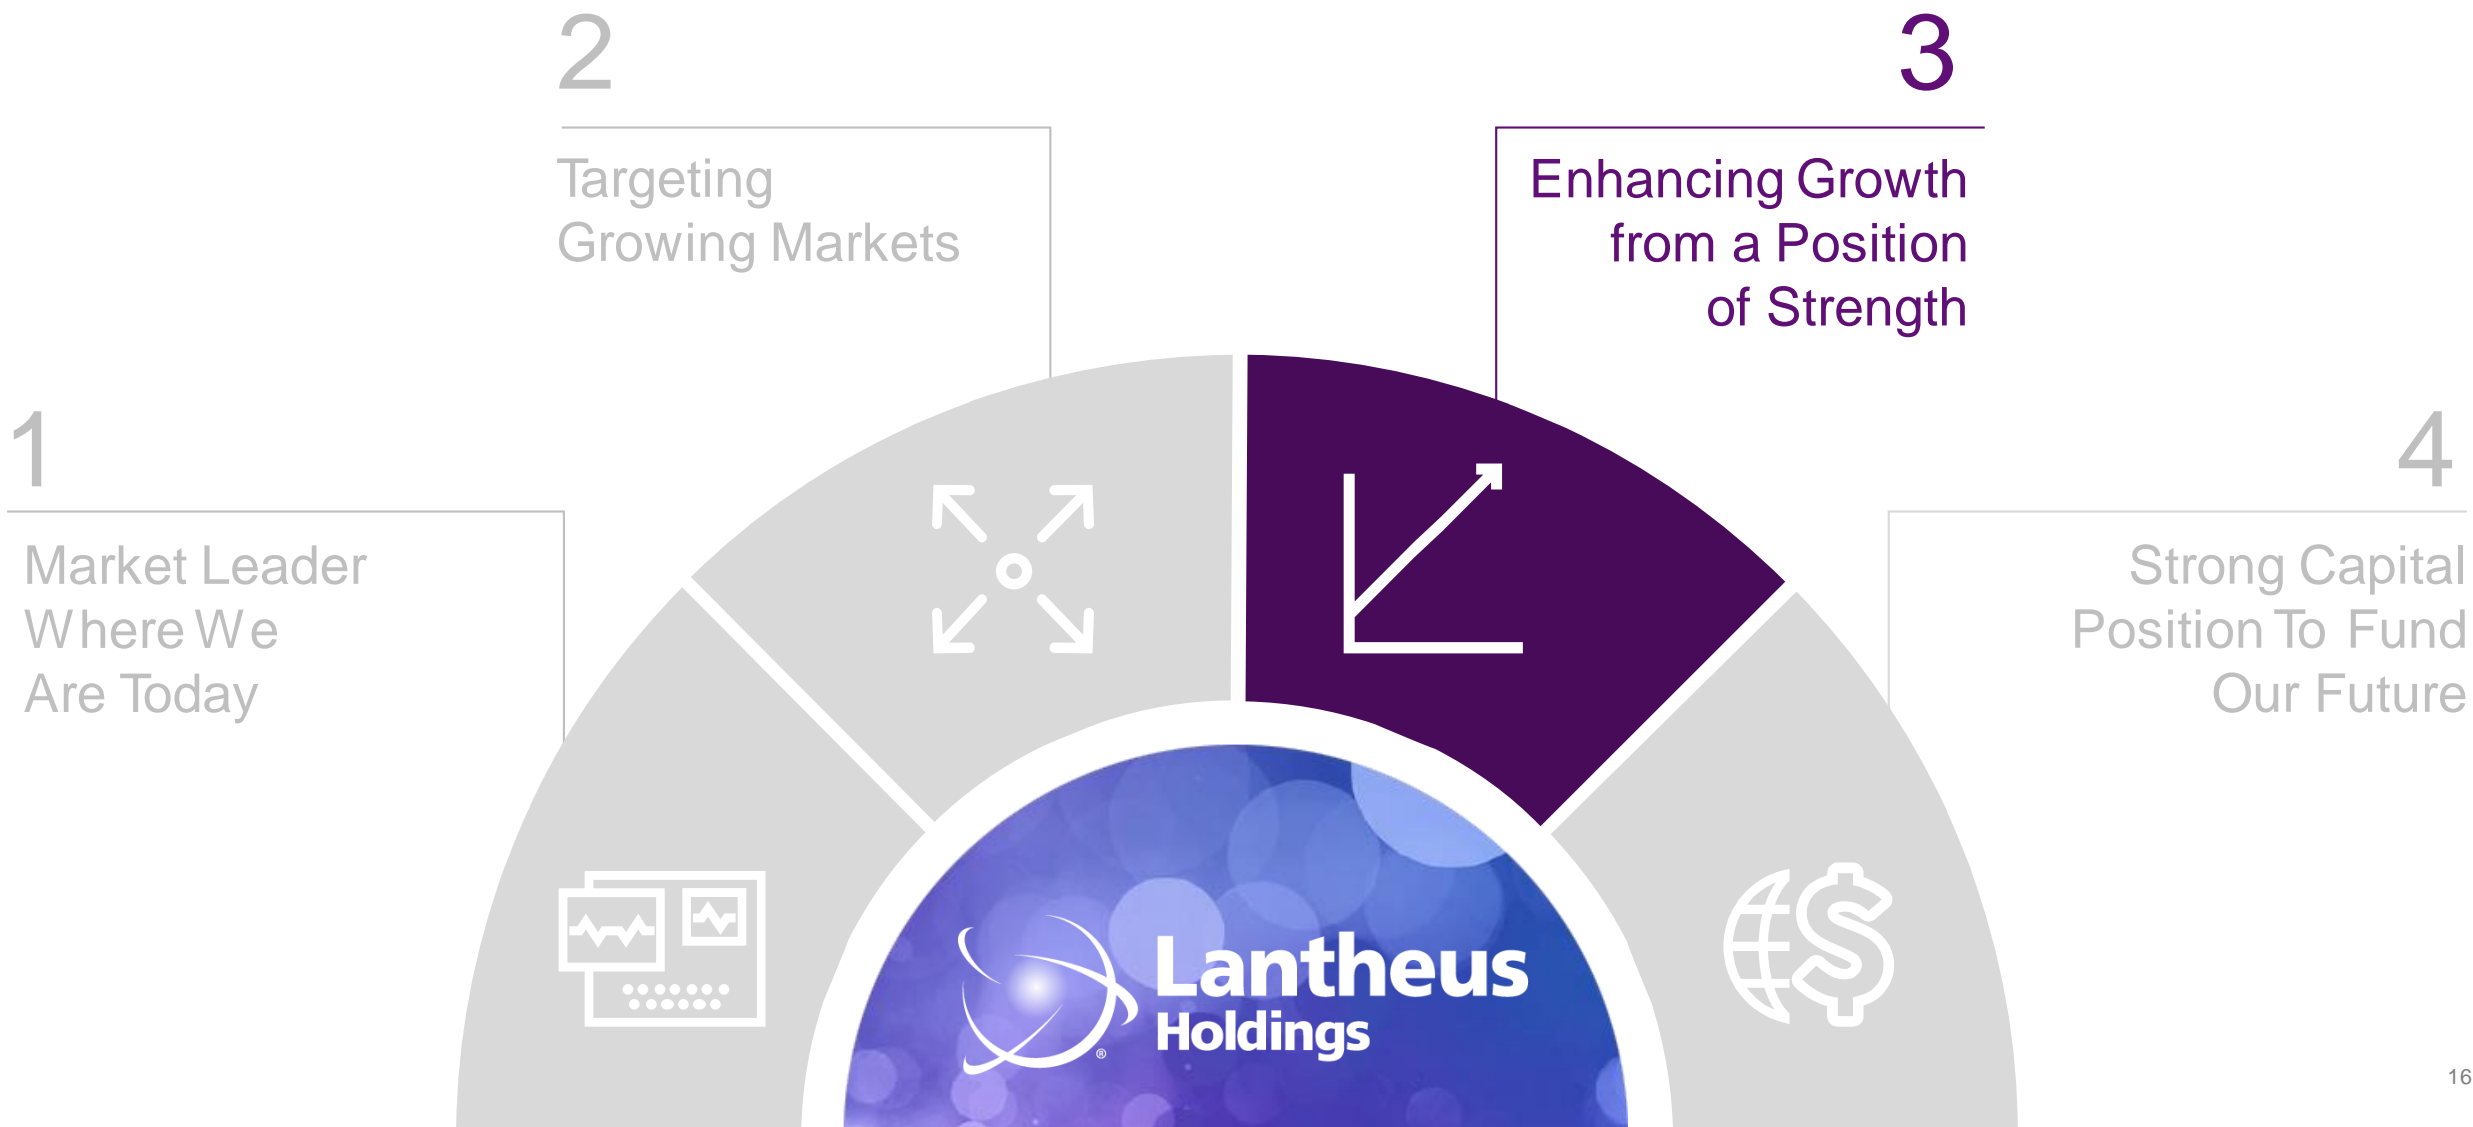 1
Market Leader
Where We
Are Today
2
Targeting
Growing Markets
3
Enhancing Growth
from a Position
of Strength
4
Strong Capital
Position To Fund
Our Future
Lantheus
Holdings
®
16